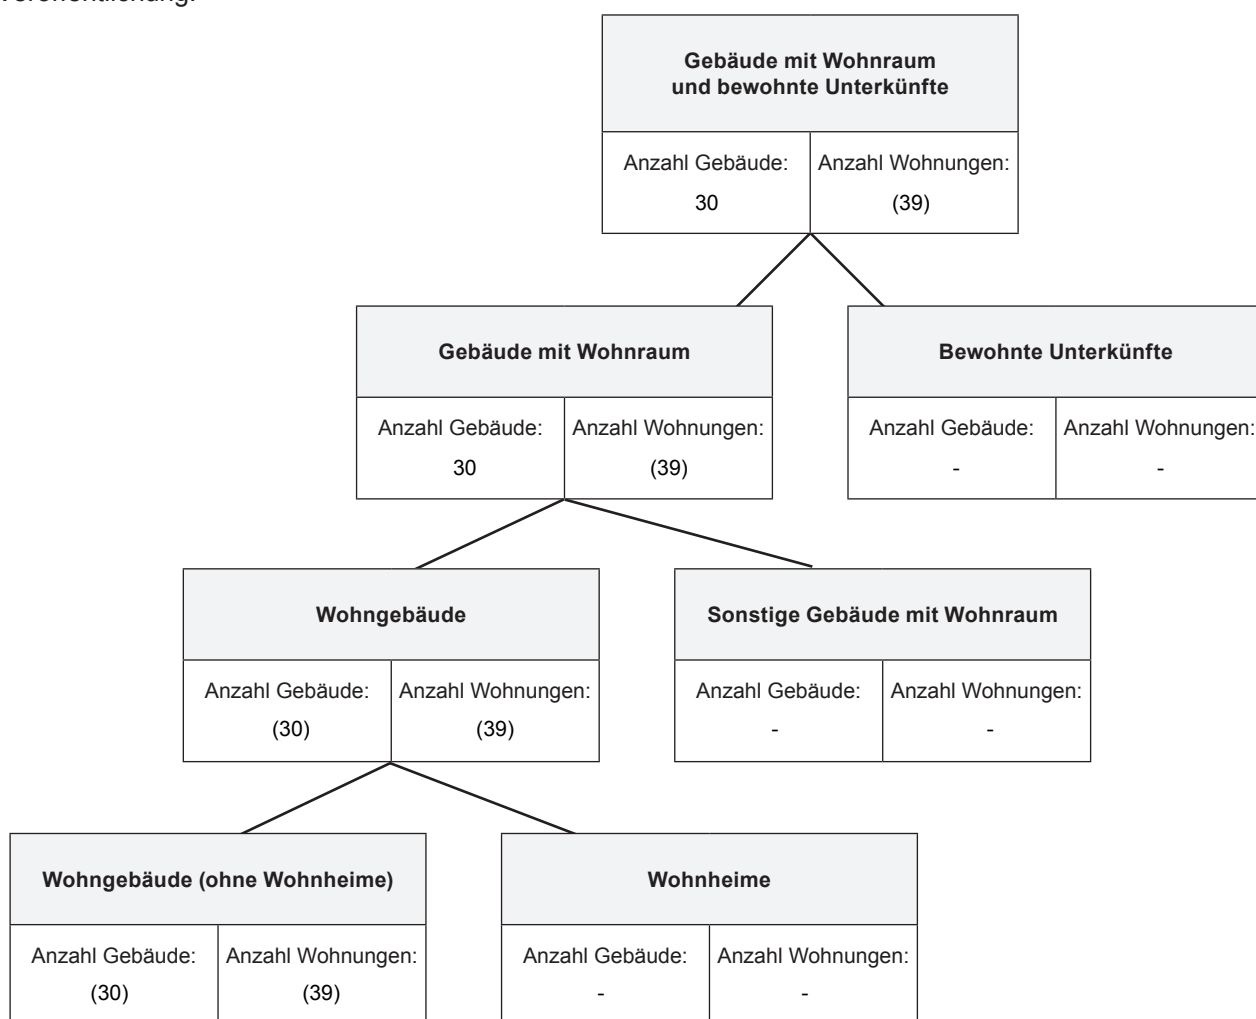 Veröffentlichung.
Gebäude mit Wohnraum
und bewohnte Unterkünfte
Anzahl Gebäude: Anzahl Wohnungen:
30 (39)
Gebäude mit Wohnraum
Anzahl Gebäude: Anzahl Wohnungen:
30 (39)
Bewohnte Unterkünfte
Anzahl Gebäude: Anzahl Wohnungen:
- -
Wohngebäude
Anzahl Gebäude: Anzahl Wohnungen:
(30) (39)
Sonstige Gebäude mit Wohnraum
Anzahl Gebäude: Anzahl Wohnungen:
- -
Wohngebäude (ohne Wohnheime)
Anzahl Gebäude: Anzahl Wohnungen:
(30) (39)
Wohnheime
Anzahl Gebäude: Anzahl Wohnungen:
- -